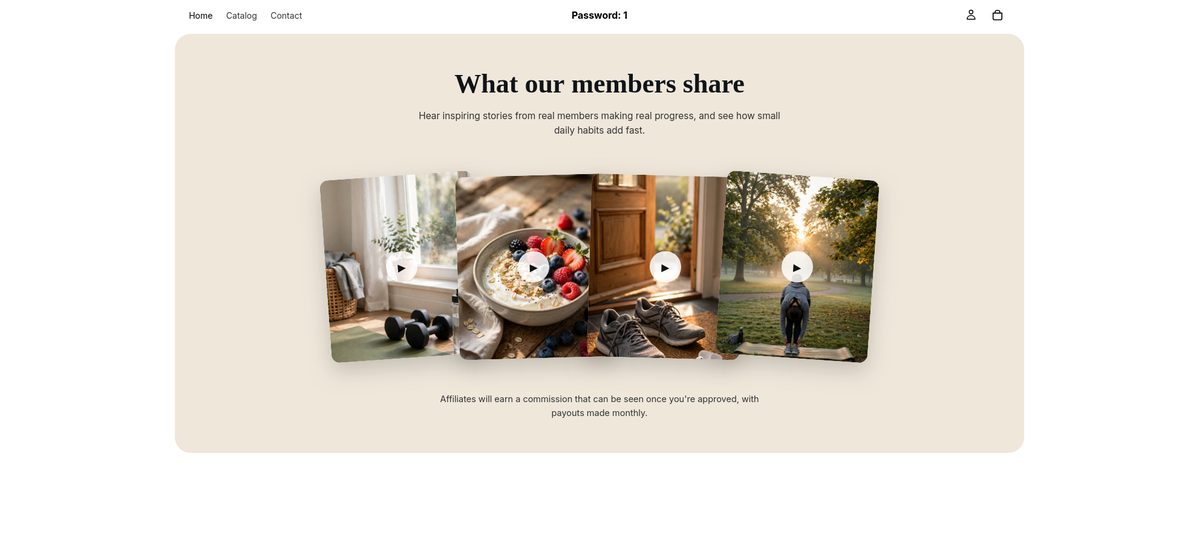 Home Catalog Contact Password: 1
What our members share
Hear inspiring stories from real members making real progress, and see how small
daily habits add fast.
Affiliates will earn a commission that can be seen once you're approved, with
payouts made monthly.